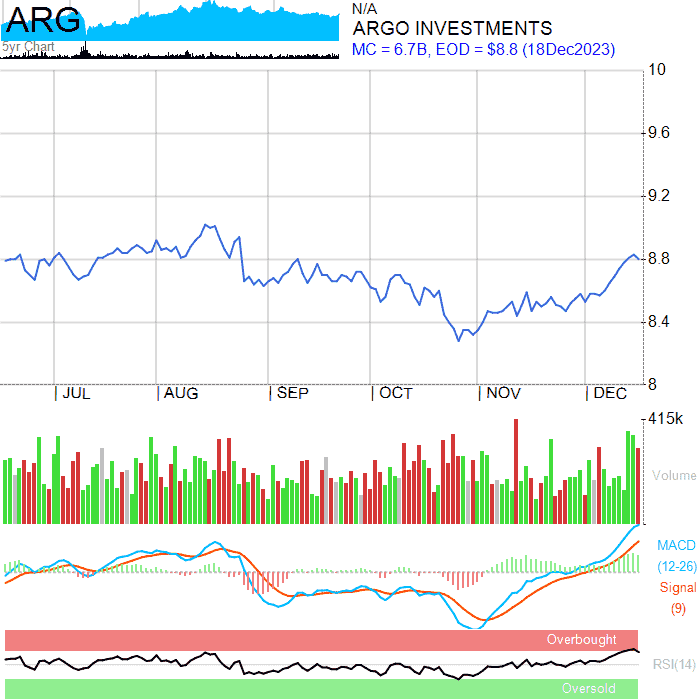 ARG
5yr Chart
N/A
ARGO INVESTMENTS
MC = 6.7B, EOD = $8.8 (18Dec2023)
10
9.6
9.2
8.8
8.4
8
| JUL | AUG | SEP | OCT | NOV | DEC
415k
Volume
MACD
(12-26)
Signal
(9)
Overbought
RSI(14)
Oversold